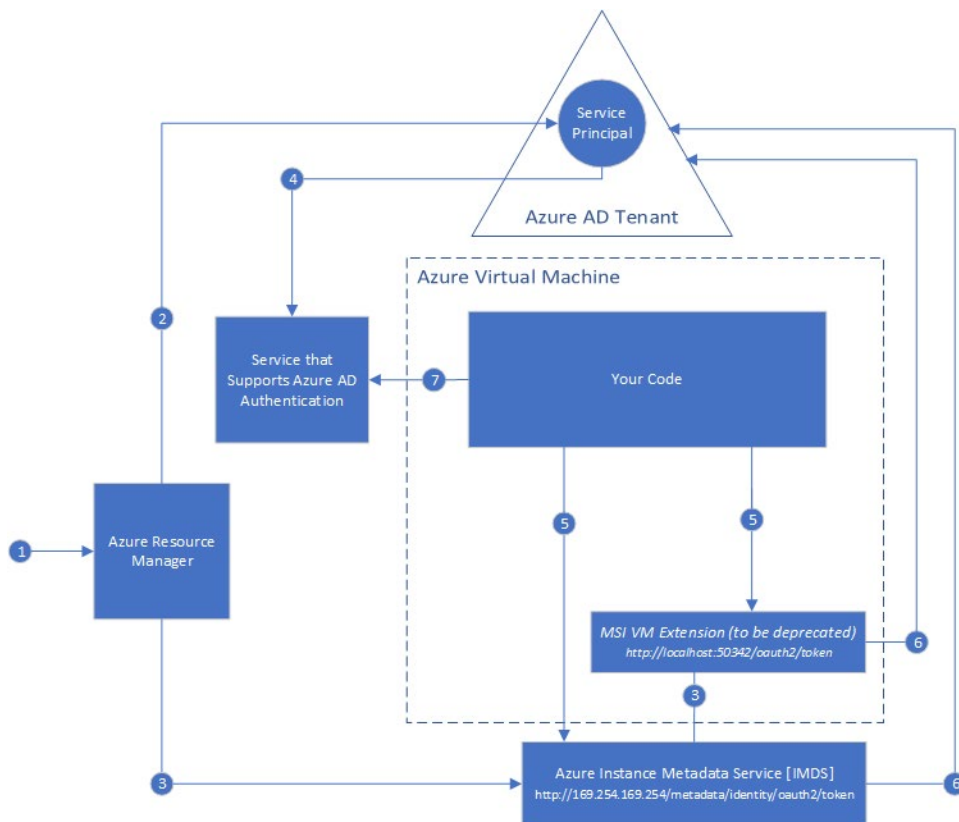 Service
Principal
Azure AD Tenant
4
Azure Virtual Machine
2
Service that
Supports Azure AD
Authentication
7
Your Code
1
Azure Resource
Manager
5
5
MSI VM Extension (to be deprecated)
http://localhost:50342/oauth2/token
6
3
3
Azure Instance Metadata Service [IMDS]
http://169.254.169.254/metadata/identity/oauth2/token
6